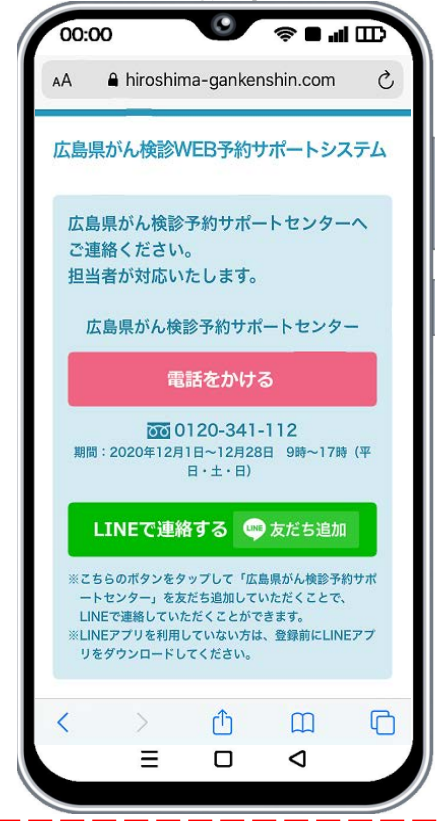 00:00
AA hiroshima-gankenshin.com
広島県がん検診WEB予約サポートシステム
広島県がん検診予約サポートセンターへ
ご連絡ください。
担当者が対応いたします。
広島県がん検診予約サポートセンター
電話をかける
0120-341-112
期間：2020年12月1日〜12月28日 9時〜17時（平
日・土・日）
LINEで連絡する LINE 友だち追加
※こちらのボタンをタップして「広島県がん検診予約サポ
ートセンター」を友だち追加していただくことで、
LINEで連絡していただくことができます。
※LINEアプリを利用していない方は、登録前にLINEアプ
リをダウンロードしてください。